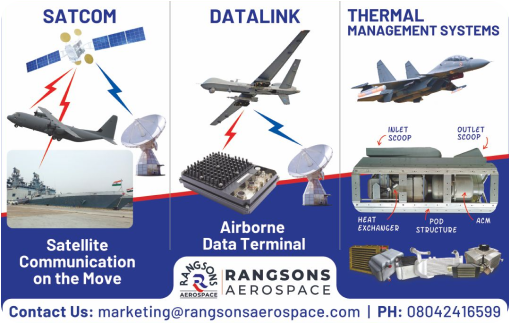 SATCOM
Satellite
Communication
on the Move
DATALINK
Airborne
Data Terminal
THERMAL
MANAGEMENT SYSTEMS
INLET
SCOOP
OUTLET
SCOOP
HEAT
EXCHANGER
POD
STRUCTURE
ACM
RANGSONS
AEROSPACE
RANGSONS
AEROSPACE
Contact Us: marketing@rangsonsaerospace.com | PH: 08042416599